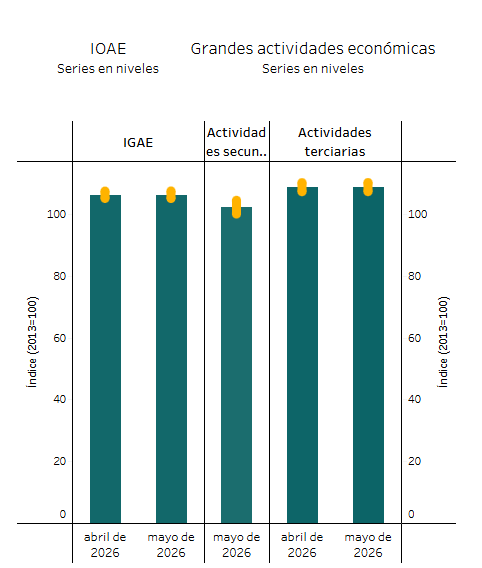 IOAE
Series en niveles
Grandes actividades económicas
Series en niveles
IGAE
Actividad
es secun..
Actividades
terciarias
Índice (2013=100)
100
80
60
40
20
0
100
80
60
40
20
0
Índice (2013=100)
abril de
2026
mayo de
2026
mayo de
2026
abril de
2026
mayo de
2026